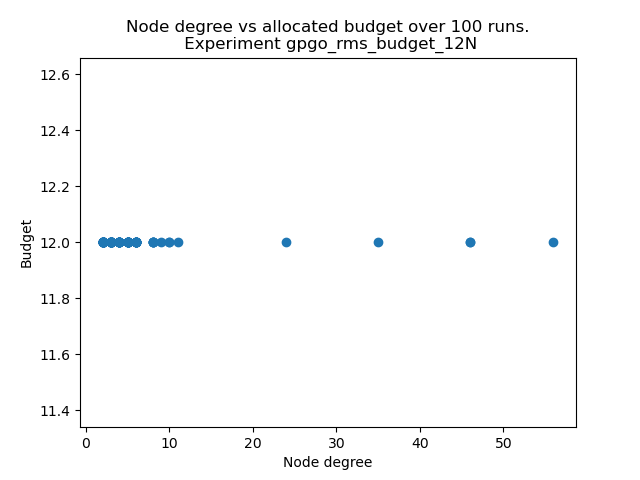 Node degree vs allocated budget over 100 runs.
Experiment gpgo_rms_budget_12N
12.6
12.4
12.2
12.0
11.8
11.6
11.4
Budget
0 10 20 30 40 50
Node degree